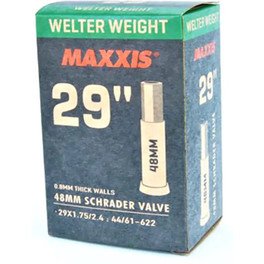 WELTER WEIGHT
MAXXIS®
29"
48MM
0.8MM THICK WALLS
48MM SCHRADER VALVE
29X1.75/2.4 : 44/61-622